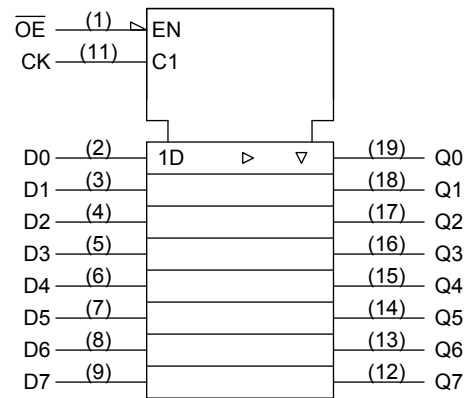 O̅E̅ (1) EN
CK (11) C1
D0 (2) 1D (19) Q0
D1 (3) (18) Q1
D2 (4) (17) Q2
D3 (5) (16) Q3
D4 (6) (15) Q4
D5 (7) (14) Q5
D6 (8) (13) Q6
D7 (9) (12) Q7